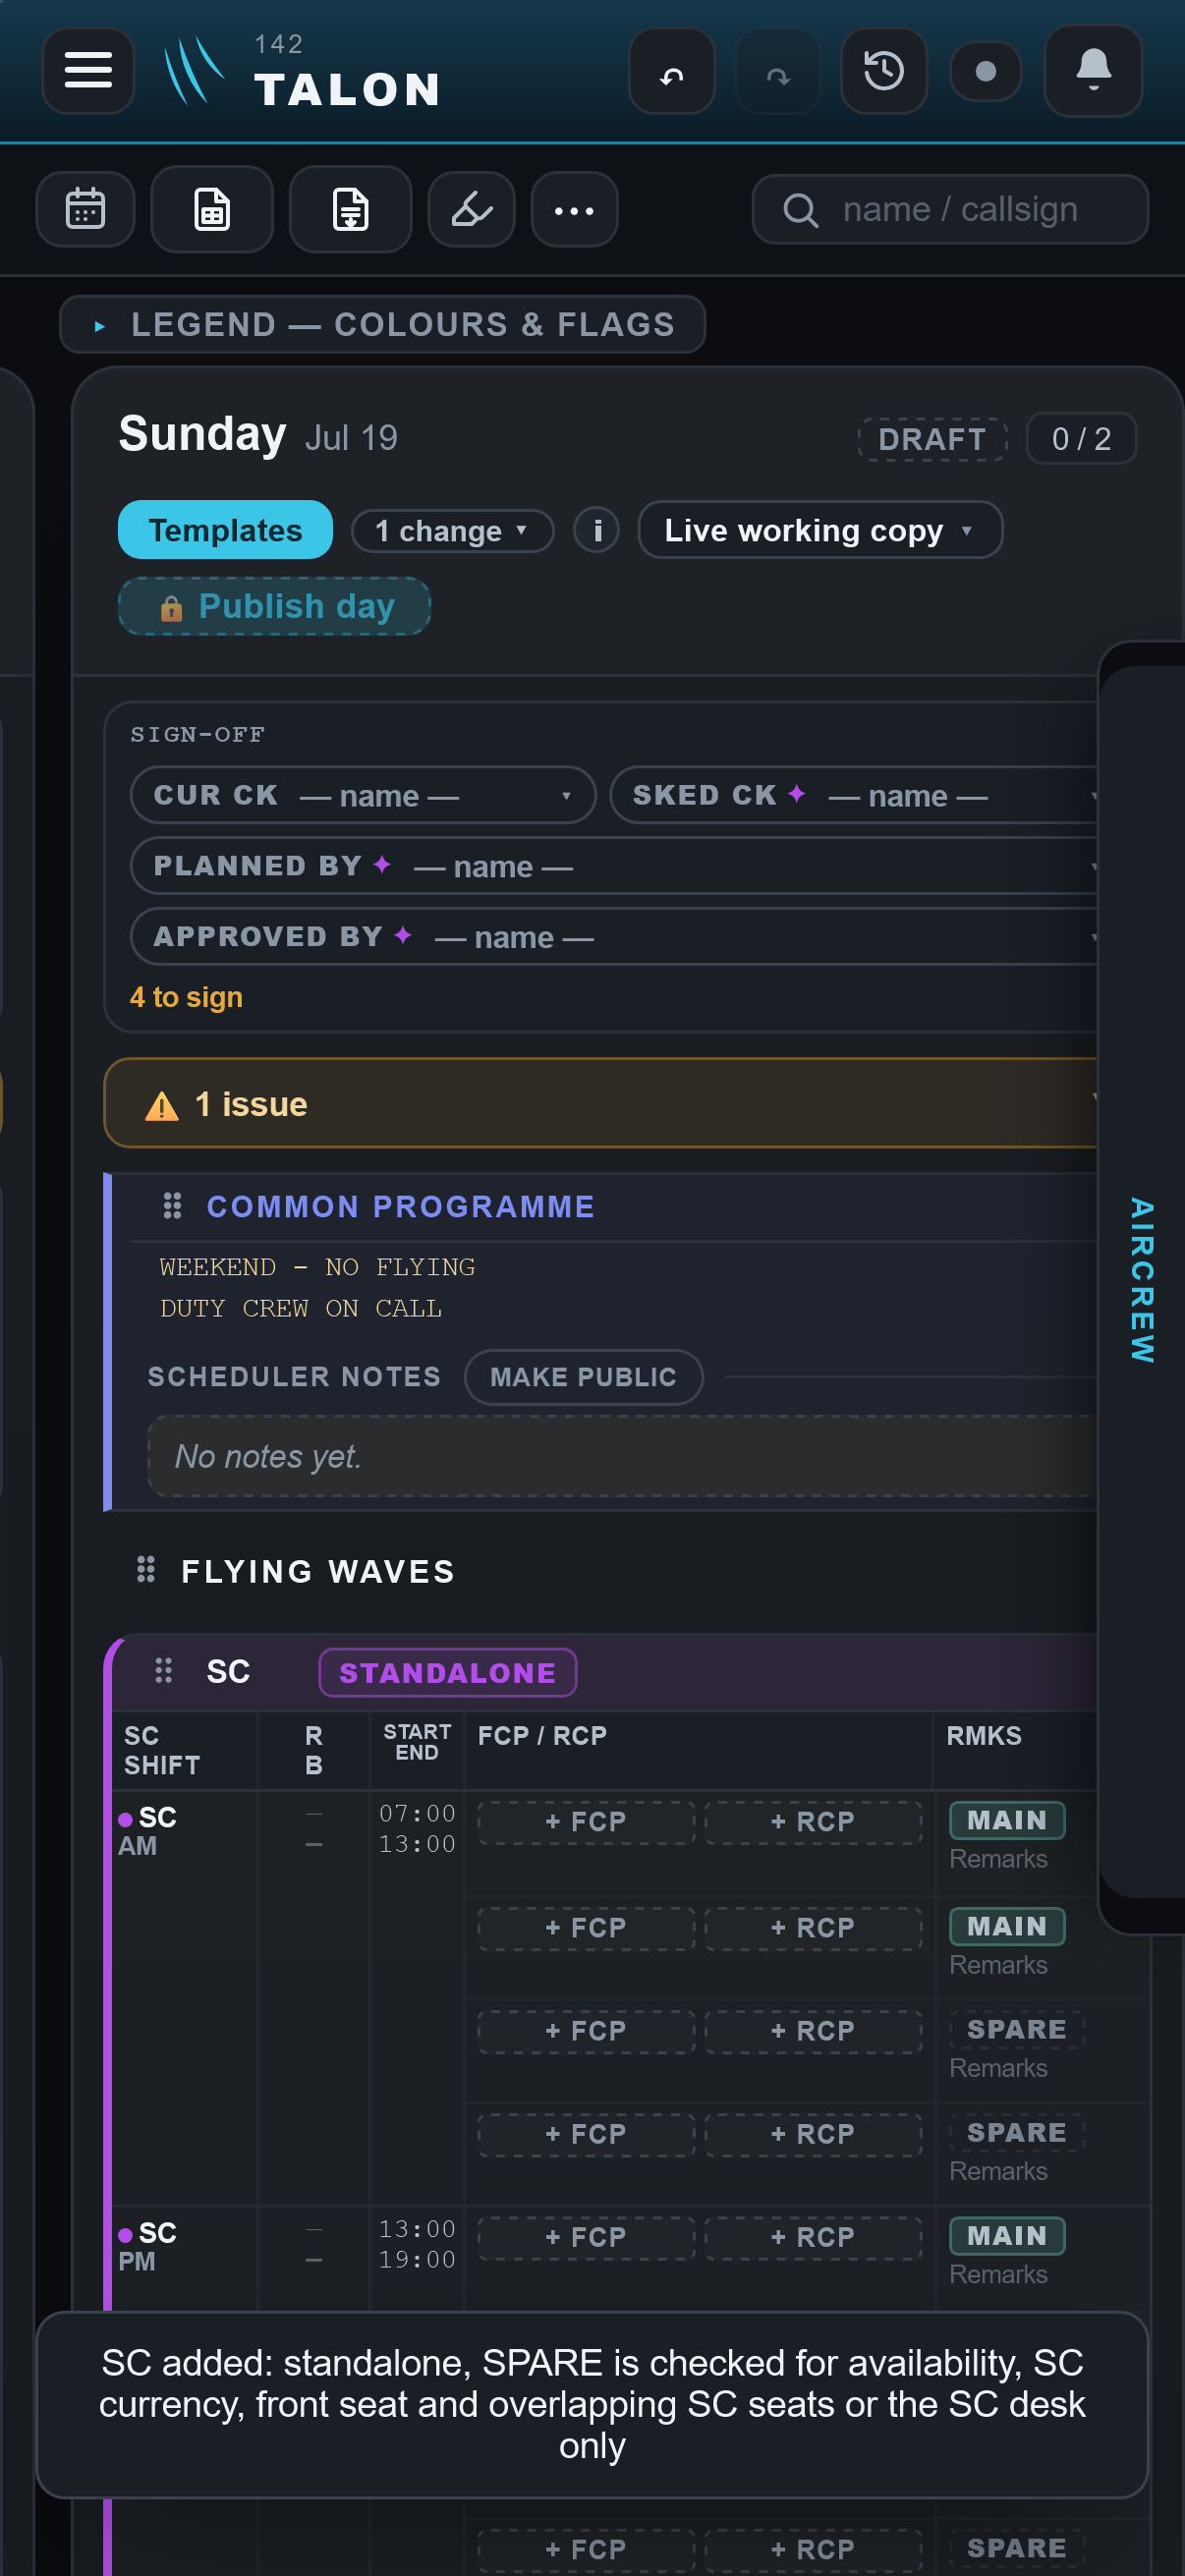 142
TALON
name / callsign
▸ LEGEND — COLOURS & FLAGS
Sunday Jul 19
DRAFT
0 / 2
Templates
1 change ▾
i
Live working copy ▾
🔒 Publish day
SIGN-OFF
CUR CK — name — ▾
SKED CK ✦ — name —
PLANNED BY ✦ — name —
APPROVED BY ✦ — name —
4 to sign
⚠️ 1 issue
COMMON PROGRAMME
WEEKEND - NO FLYING
DUTY CREW ON CALL
SCHEDULER NOTES MAKE PUBLIC
No notes yet.
AIRCREW
FLYING WAVES
SC STANDALONE
SC SHIFT
R B
START END
FCP / RCP
RMKS
SC AM
— —
07:00 13:00
+ FCP + RCP MAIN
Remarks
+ FCP + RCP MAIN
Remarks
+ FCP + RCP SPARE
Remarks
+ FCP + RCP SPARE
Remarks
SC PM
— —
13:00 19:00
+ FCP + RCP MAIN
Remarks
SC added: standalone, SPARE is checked for availability, SC
currency, front seat and overlapping SC seats or the SC desk
only
+ FCP + RCP SPARE